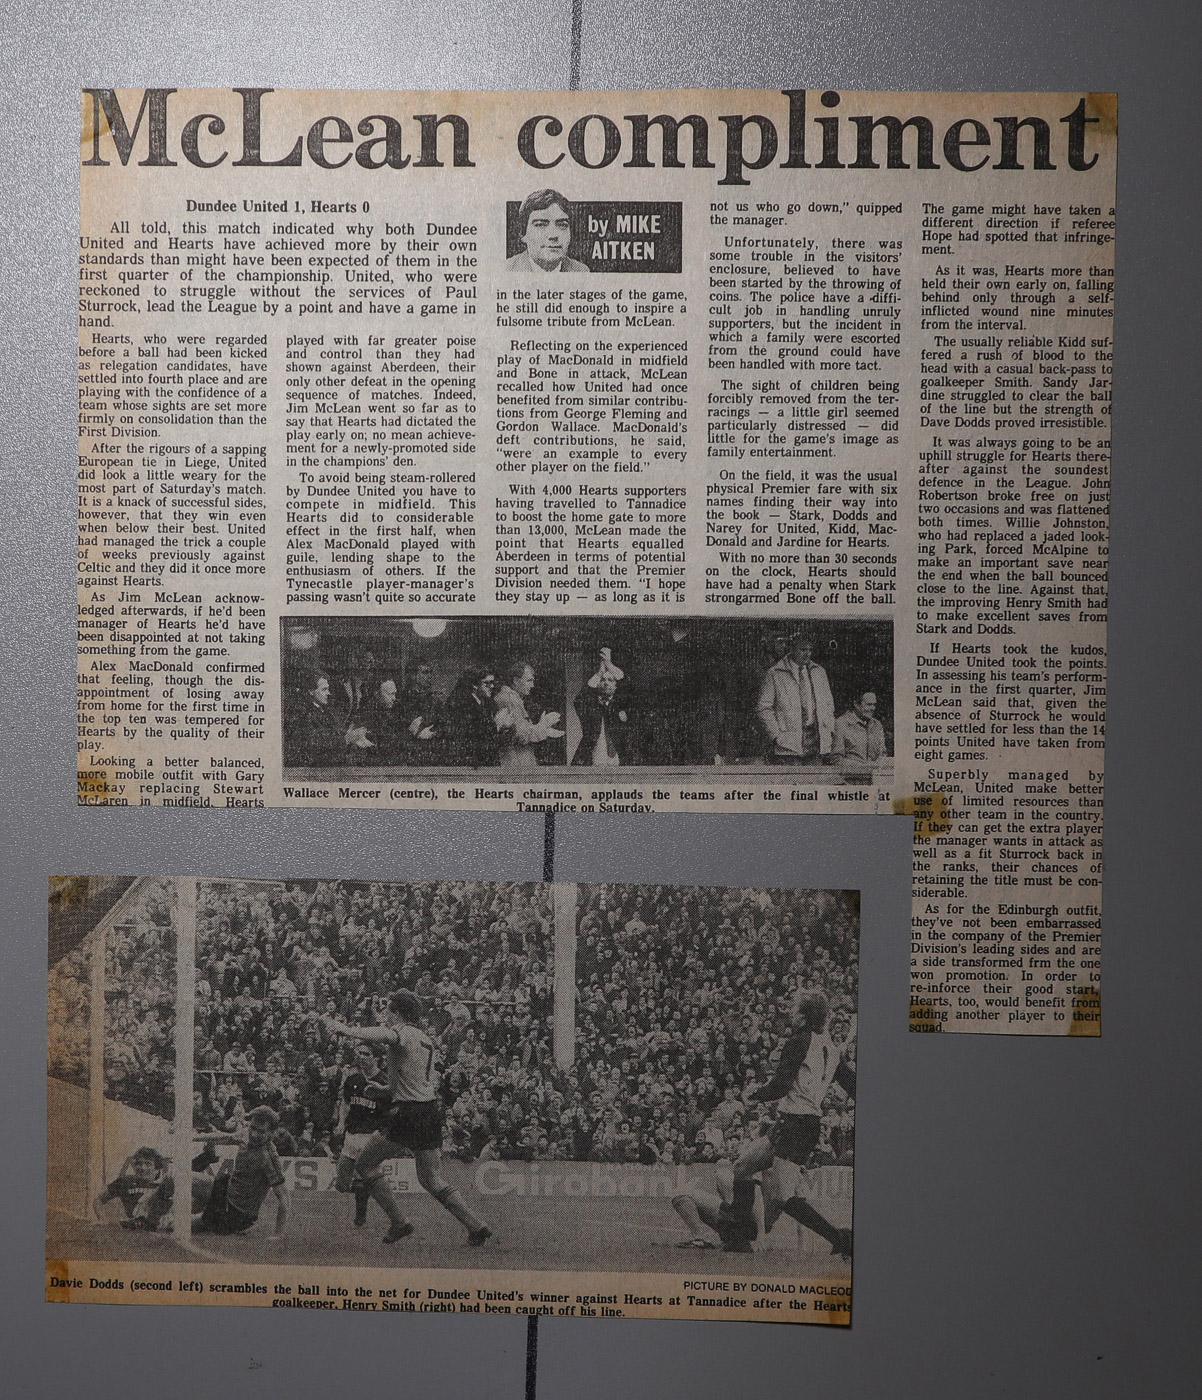 McLean compliment
Dundee United 1, Hearts 0
All told, this match indicated why both Dundee
United and Hearts have achieved more by their own
standards than might have been expected of them in the
first quarter of the championship. United, who were
reckoned to struggle without the services of Paul
Sturrock, lead the League by a point and have a game in
hand.
Hearts, who were regarded
before a ball had been kicked
as relegation candidates, have
settled into fourth place and are
playing with the confidence of a
team whose sights are set more
firmly on consolidation than the
First Division.
After the rigours of a sapping
European tie in Liege, United
did look a little weary for the
most part of Saturday's match.
It is a knack of successful sides,
however, that they win even
when below their best. United
had managed the trick a couple
of weeks previously against
Celtic and they did it once more
against Hearts.
As Jim McLean acknow-
ledged afterwards, if he'd been
manager of Hearts he'd have
been disappointed at not taking
something from the game.
Alex MacDonald confirmed
that feeling, though the dis-
appointment of losing away
from home for the first time in
the top ten was tempered for
Hearts by the quality of their
play.
Looking a better balanced,
more mobile outfit with Gary
Mackay replacing Stewart
McLaren in midfield, Hearts
played with far greater poise
and control than they had
shown against Aberdeen, their
only other defeat in the opening
sequence of matches. Indeed,
Jim McLean went so far as to
say that Hearts had dictated the
play early on; no mean achieve-
ment for a newly-promoted side
in the champions' den.
To avoid being steam-rollered
by Dundee United you have to
compete in midfield. This
Hearts did to considerable
effect in the first half, when
Alex MacDonald played with
guile, lending shape to the
enthusiasm of others. If the
Tynecastle player-manager's
passing wasn't quite so accurate
by MIKE
AITKEN
in the later stages of the game,
he still did enough to inspire a
fulsome tribute from McLean.
Reflecting on the experienced
play of MacDonald in midfield
and Bone in attack, McLean
recalled how United had once
benefited from similar contribu-
tions from George Fleming and
Gordon Wallace. MacDonald's
deft contributions, he said,
"were an example to every
other player on the field."
With 4,000 Hearts supporters
having travelled to Tannadice
to boost the home gate to more
than 13,000, McLean made the
point that Hearts equalled
Aberdeen in terms of potential
support and that the Premier
Division needed them. "I hope
they stay up — as long as it is
not us who go down," quipped
the manager.
Unfortunately, there was
some trouble in the visitors'
enclosure, believed to have
been started by the throwing of
coins. The police have a diffi-
cult job in handling unruly
supporters, but the incident in
which a family were escorted
from the ground could have
been handled with more tact.
The sight of children being
forcibly removed from the ter-
racings — a little girl seemed
particularly distressed — did
little for the game's image as
family entertainment.
On the field, it was the usual
physical Premier fare with six
names finding their way into
the book — Stark, Dodds and
Narey for United, Kidd, Mac-
Donald and Jardine for Hearts.
With no more than 30 seconds
on the clock, Hearts should
have had a penalty when Stark
strongarmed Bone off the ball.
The game might have taken a
different direction if referee
Hope had spotted that infringe-
ment.
As it was, Hearts more than
held their own early on, falling
behind only through a self-
inflicted wound nine minutes
from the interval.
The usually reliable Kidd suf-
fered a rush of blood to the
head with a casual back-pass to
goalkeeper Smith. Sandy Jar-
dine struggled to clear the ball
of the line but the strength of
Dave Dodds proved irresistible.
It was always going to be an
uphill struggle for Hearts there-
after against the soundest
defence in the League. John
Robertson broke free on just
two occasions and was flattened
both times. Willie Johnston,
who had replaced a jaded look-
ing Park, forced McAlpine to
make an important save near
the end when the ball bounced
close to the line. Against that,
the improving Henry Smith had
to make excellent saves from
Stark and Dodds.
If Hearts took the kudos,
Dundee United took the points.
In assessing his team's perform-
ance in the first quarter, Jim
McLean said that, given the
absence of Sturrock he would
have settled for less than the 14
points United have taken from
eight games.
Superbly managed by
McLean, United make better
use of limited resources than
any other team in the country.
If they can get the extra player
the manager wants in attack as
well as a fit Sturrock back in
the ranks, their chances of
retaining the title must be con-
siderable.
As for the Edinburgh outfit,
they've not been embarrassed
in the company of the Premier
Division's leading sides and are
a side transformed frm the one
won promotion. In order to
re-inforce their good start,
Hearts, too, would benefit from
adding another player to their
squad.
Wallace Mercer (centre), the Hearts chairman, applauds the teams after the final whistle at
Tannadice on Saturday.
Girobank
PICTURE BY DONALD MACLEOD
Davie Dodds (second left) scrambles the ball into the net for Dundee United's winner against Hearts at Tannadice after the Hearts
goalkeeper, Henry Smith (right) had been caught off his line.